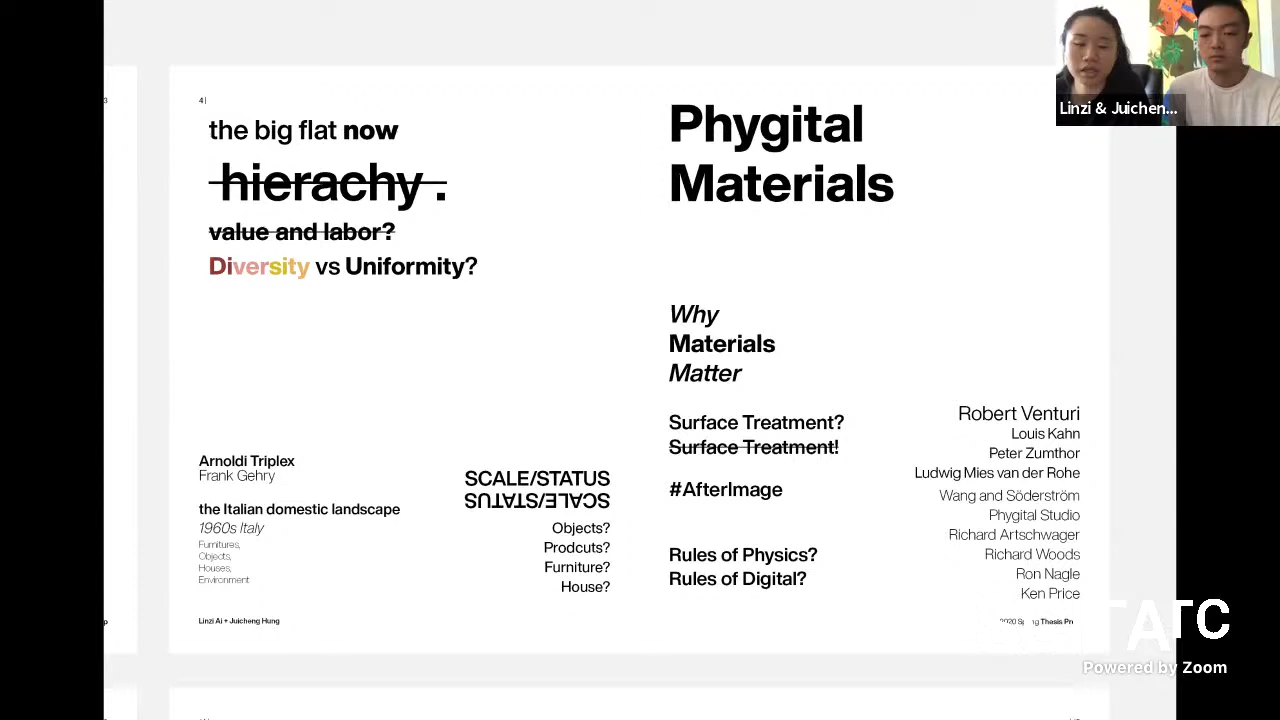 3
4|
the big flat now
hierachy .
value and labor?
Diversity vs Uniformity?
Arnoldi Triplex
Frank Gehry
the Italian domestic landscape
1960s Italy
Furnitures,
Objects,
Houses,
Environment
SCALE/STATUS
SCALE/STATUS
Objects?
Prodcuts?
Furniture?
House?
Linzi Ai + Juicheng Hung
Phygital
Materials
Why
Materials
Matter
Surface Treatment?
Surface Treatment!
#AfterImage
Rules of Physics?
Rules of Digital?
Robert Venturi
Louis Kahn
Peter Zumthor
Ludwig Mies van der Rohe
Wang and Söderström
Phygital Studio
Richard Artschwager
Richard Woods
Ron Nagle
Ken Price
2020 Thesis
Linzi & Juichen...
Powered by Zoom